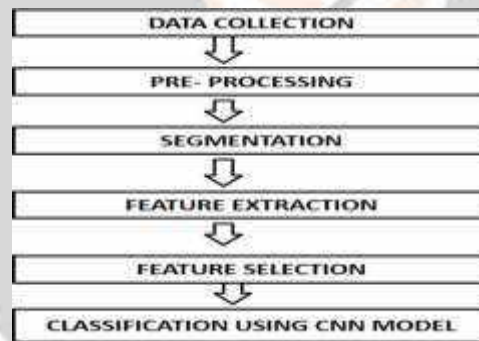 DATA COLLECTION
PRE- PROCESSING
SEGMENTATION
FEATURE EXTRACTION
FEATURE SELECTION
CLASSIFICATION USING CNN MODEL